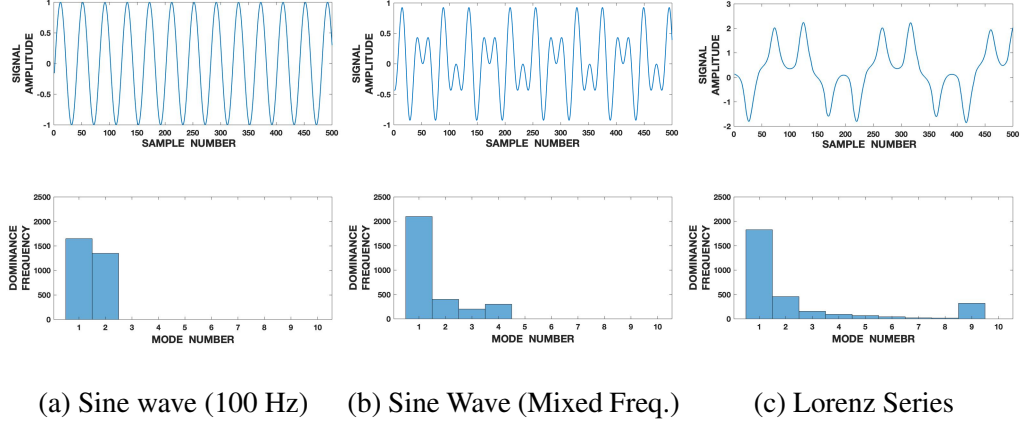 SIGNAL AMPLITUDE
1
0.5
0
-0.5
-1
0 50 100 150 200 250 300 350 400 450 500
SAMPLE NUMBER
SIGNAL AMPLITUDE
1
0.5
0
-0.5
-1
0 50 100 150 200 250 300 350 400 450 500
SAMPLE NUMBER
SIGNAL AMPLITUDE
3
2
1
0
-1
-2
0 50 100 150 200 250 300 350 400 450 500
SAMPLE NUMBER
DOMINANCE FREQUENCY
2500
2000
1500
1000
500
0
1 2 3 4 5 6 7 8 9 10
MODE NUMBER
DOMINANCE FREQUENCY
2500
2000
1500
1000
500
0
1 2 3 4 5 6 7 8 9 10
MODE NUMBER
DOMINANCE FREQUENCY
2500
2000
1500
1000
500
0
1 2 3 4 5 6 7 8 9 10
MODE NUMEBR
(a) Sine wave (100 Hz)
(b) Sine Wave (Mixed Freq.)
(c) Lorenz Series